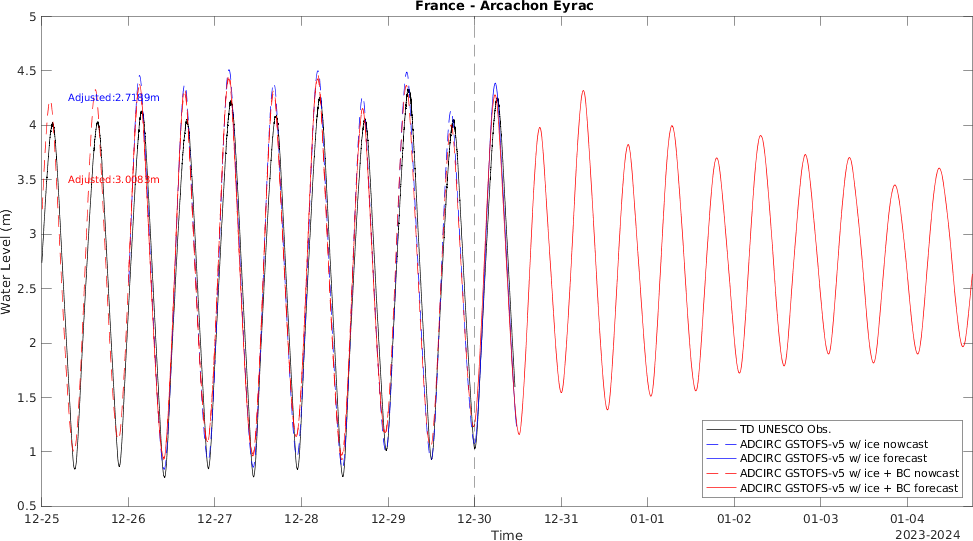 France - Arcachon Eyrac
Water Level (m)
5
4.5
4
3.5
3
2.5
2
1.5
1
0.5
Adjusted:2.7189m
Adjusted:3.0083m
TD UNESCO Obs.
ADCIRC GSTOFS-v5 w/ ice nowcast
ADCIRC GSTOFS-v5 w/ ice forecast
ADCIRC GSTOFS-v5 w/ ice + BC nowcast
ADCIRC GSTOFS-v5 w/ ice + BC forecast
12-25 12-26 12-27 12-28 12-29 12-30 12-31 01-01 01-02 01-03 01-04
Time
2023-2024